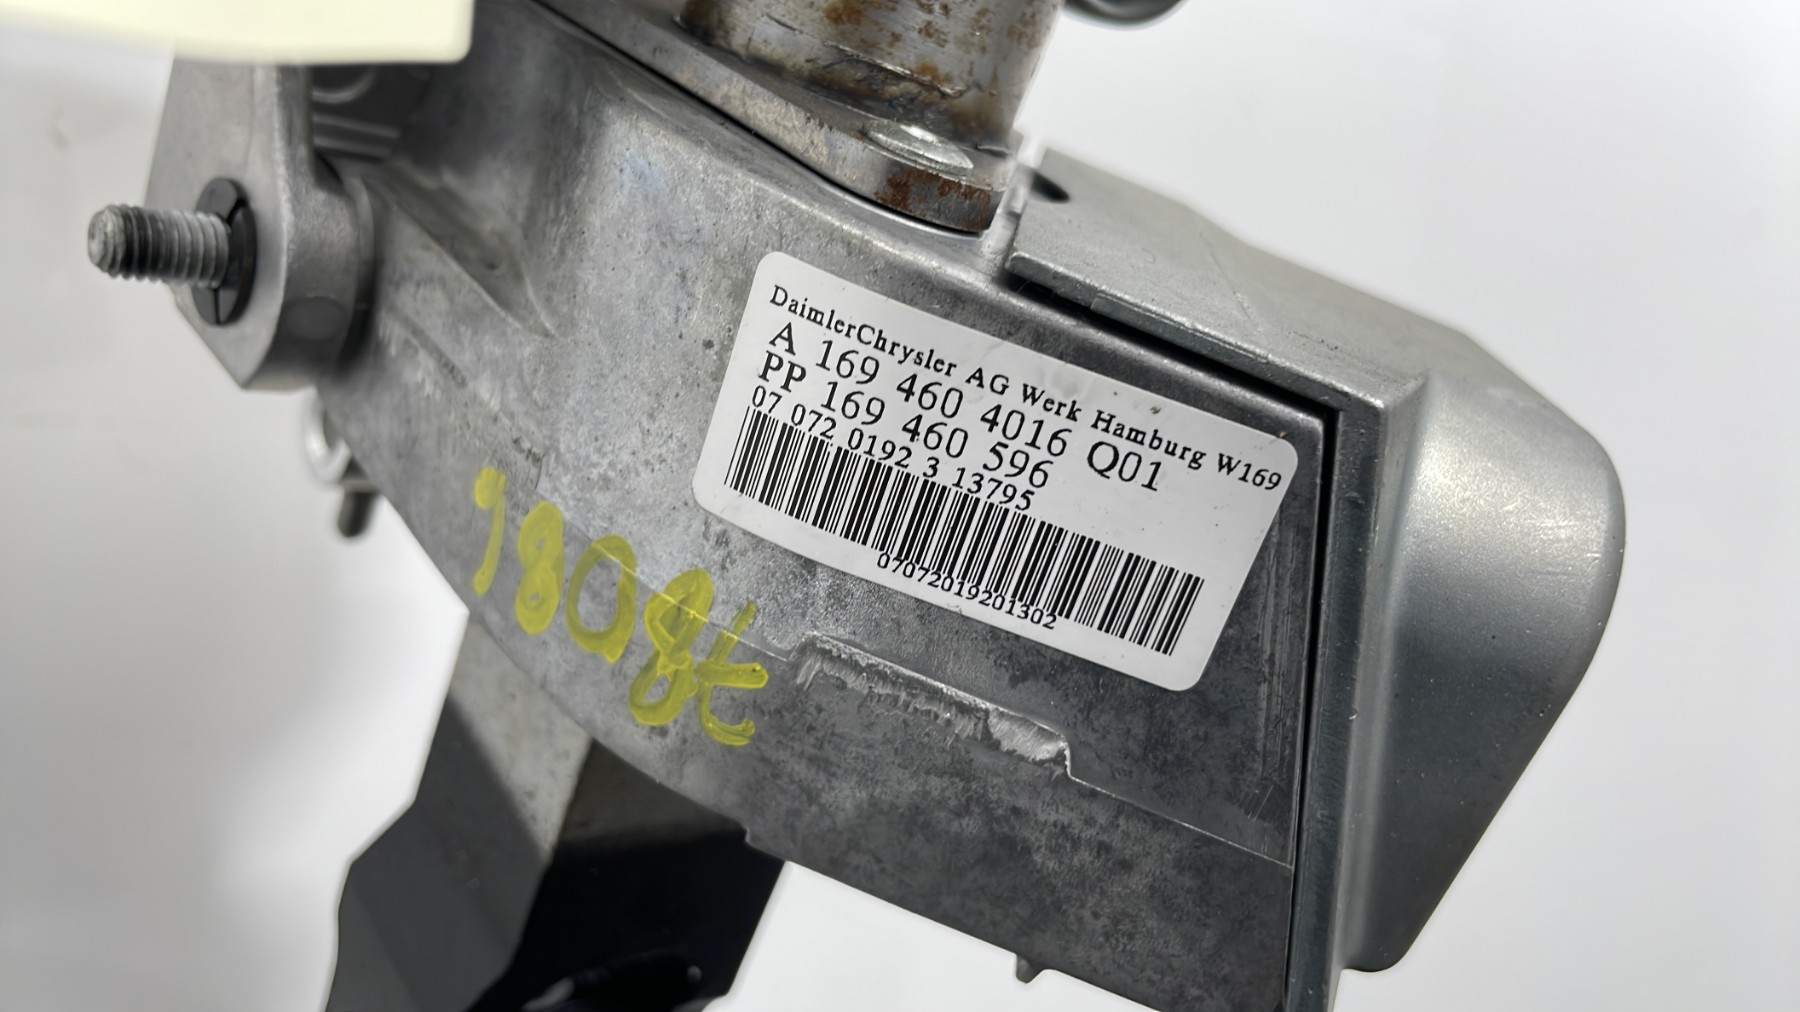 DaimlerChrysler AG Werk Hamburg W169
A 169 460 4016 Q01
PP 169 460 596
07 072 0192 3 13795
07072019201302